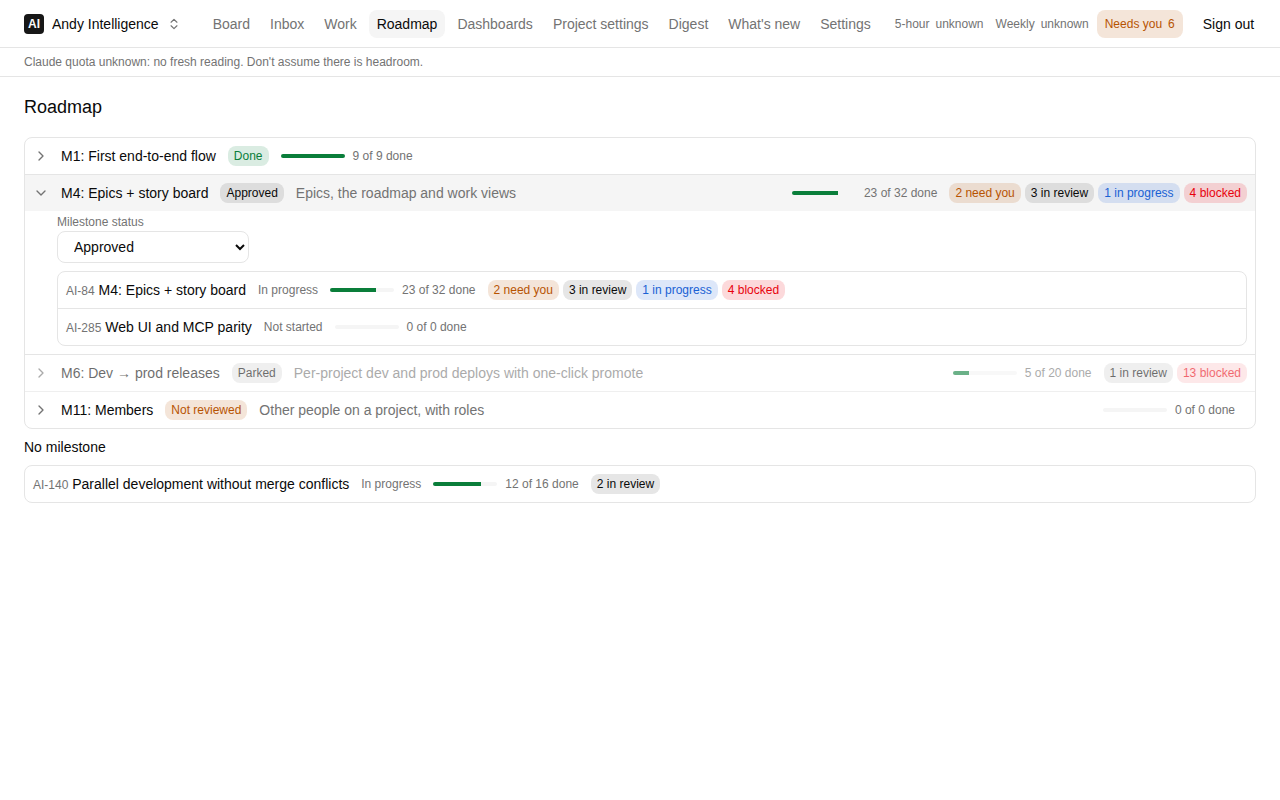 AI Andy Intelligence Board Inbox Work Roadmap Dashboards Project settings Digest What's new Settings 5-hour unknown Weekly unknown Needs you 6 Sign out
Claude quota unknown: no fresh reading. Don't assume there is headroom.
Roadmap
M1: First end-to-end flow Done 9 of 9 done
M4: Epics + story board Approved Epics, the roadmap and work views 23 of 32 done 2 need you 3 in review 1 in progress 4 blocked
Milestone status
Approved
AI-84 M4: Epics + story board In progress 23 of 32 done 2 need you 3 in review 1 in progress 4 blocked
AI-285 Web UI and MCP parity Not started 0 of 0 done
M6: Dev → prod releases Parked Per-project dev and prod deploys with one-click promote 5 of 20 done 1 in review 13 blocked
M11: Members Not reviewed Other people on a project, with roles 0 of 0 done
No milestone
AI-140 Parallel development without merge conflicts In progress 12 of 16 done 2 in review